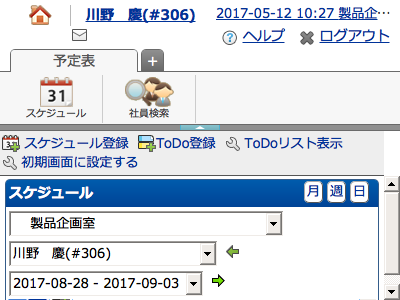 川野　慶(#306)
2017-05-12 10:27 製品企...
ヘルプ
ログアウト
予定表
+
31
スケジュール
社員検索
スケジュール登録
ToDo登録
ToDoリスト表示
初期画面に設定する
スケジュール
月 週 日
製品企画室
川野　慶(#306)
2017-08-28 - 2017-09-03